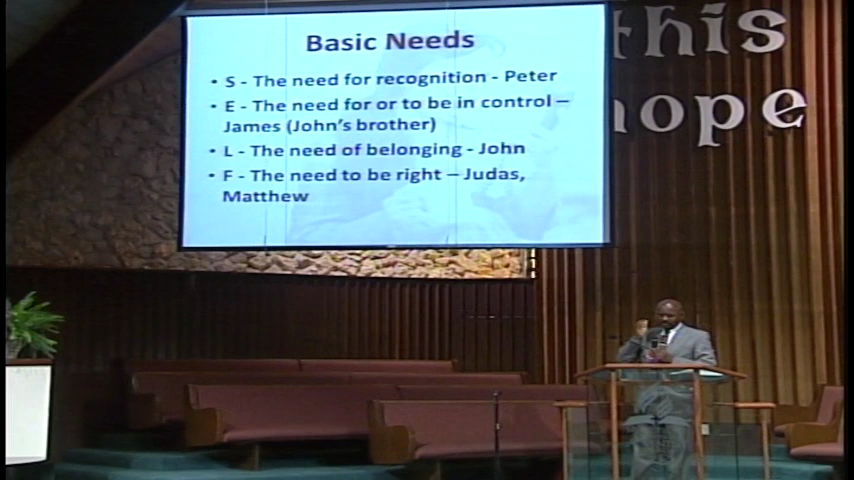 Basic Needs
• S - The need for recognition - Peter
• E - The need for or to be in control –
James (John's brother)
• L - The need of belonging - John
• F - The need to be right – Judas,
Matthew
this
hope